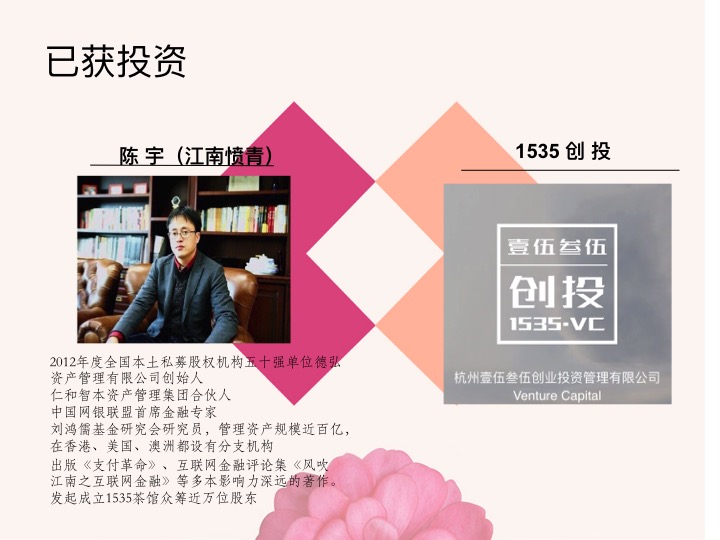 已获投资
陈 宇（江南愤青）
1535 创 投
壹伍叁伍
创投
1535-VC
杭州壹伍叁伍创业投资管理有限公司
Venture Capital
2012年度全国本土私募股权机构五十强单位德弘
资产管理有限公司创始人
仁和智本资产管理集团合伙人
中国网银联盟首席金融专家
刘鸿儒基金研究会研究员，管理资产规模近百亿，
在香港、美国、澳洲都设有分支机构
出版《支付革命》、互联网金融评论集《风吹
江南之互联网金融》等多本影响力深远的著作。
发起成立1535茶馆众筹近万位股东